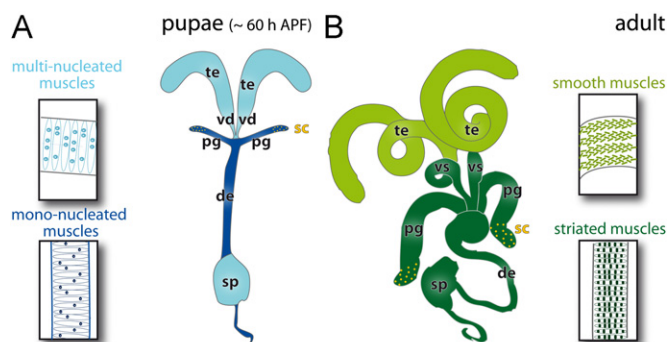 A
pupae (~ 60 h APF)
B
adult
multi-nucleated
muscles
te
te
vd
vd
sc
pg
pg
de
mono-nucleated
muscles
sp
smooth muscles
te
te
vs
vs
pg
pg
sc
striated muscles
de
sp